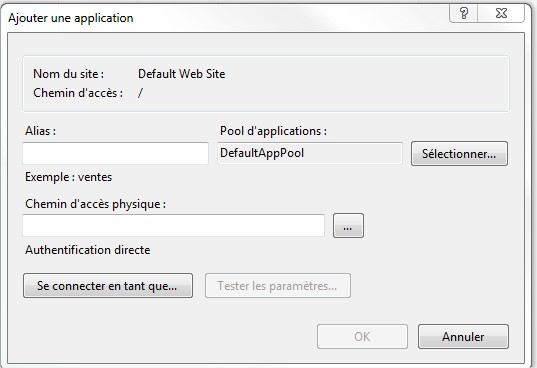 Ajouter une application
?
Nom du site : Default Web Site
Chemin d'accès : /
Alias : Pool d'applications :
DefaultAppPool Sélectionner...
Exemple : ventes
Chemin d'accès physique :
...
Authentification directe
Se connecter en tant que... Tester les paramètres...
OK Annuler